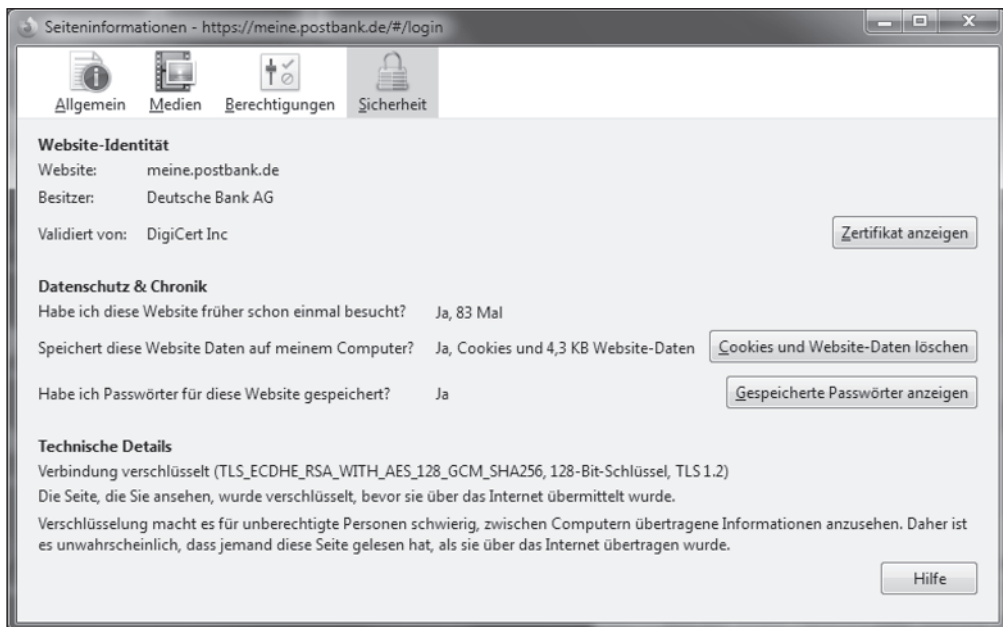 Seiteninformationen - https://meine.postbank.de/#/login
Allgemein Medien Berechtigungen Sicherheit
Website-Identität
Website: meine.postbank.de
Besitzer: Deutsche Bank AG
Validiert von: DigiCert Inc Zertifikat anzeigen
Datenschutz & Chronik
Habe ich diese Website früher schon einmal besucht? Ja, 83 Mal
Speichert diese Website Daten auf meinem Computer? Ja, Cookies und 4,3 KB Website-Daten Cookies und Website-Daten löschen
Habe ich Passwörter für diese Website gespeichert? Ja Gespeicherte Passwörter anzeigen
Technische Details
Verbindung verschlüsselt (TLS_ECDHE_RSA_WITH_AES_128_GCM_SHA256, 128-Bit-Schlüssel, TLS 1.2)
Die Seite, die Sie ansehen, wurde verschlüsselt, bevor sie über das Internet übermittelt wurde.
Verschlüsselung macht es für unberechtigte Personen schwierig, zwischen Computern übertragene Informationen anzusehen. Daher ist
es unwahrscheinlich, dass jemand diese Seite gelesen hat, als sie über das Internet übertragen wurde.
Hilfe